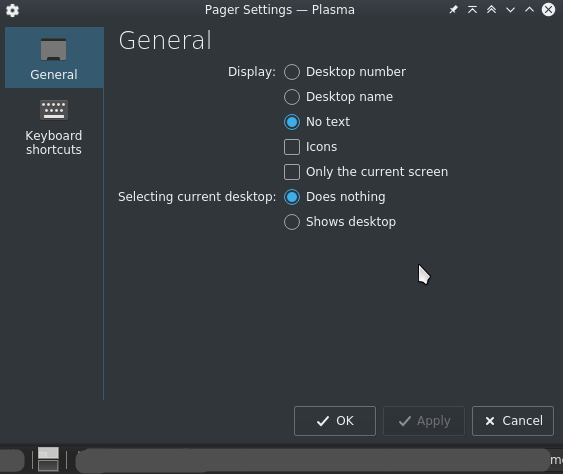 Pager Settings — Plasma
General
General
Keyboard
shortcuts
Display:
Desktop number
Desktop name
No text
Icons
Only the current screen
Selecting current desktop:
Does nothing
Shows desktop
OK
Apply
Cancel